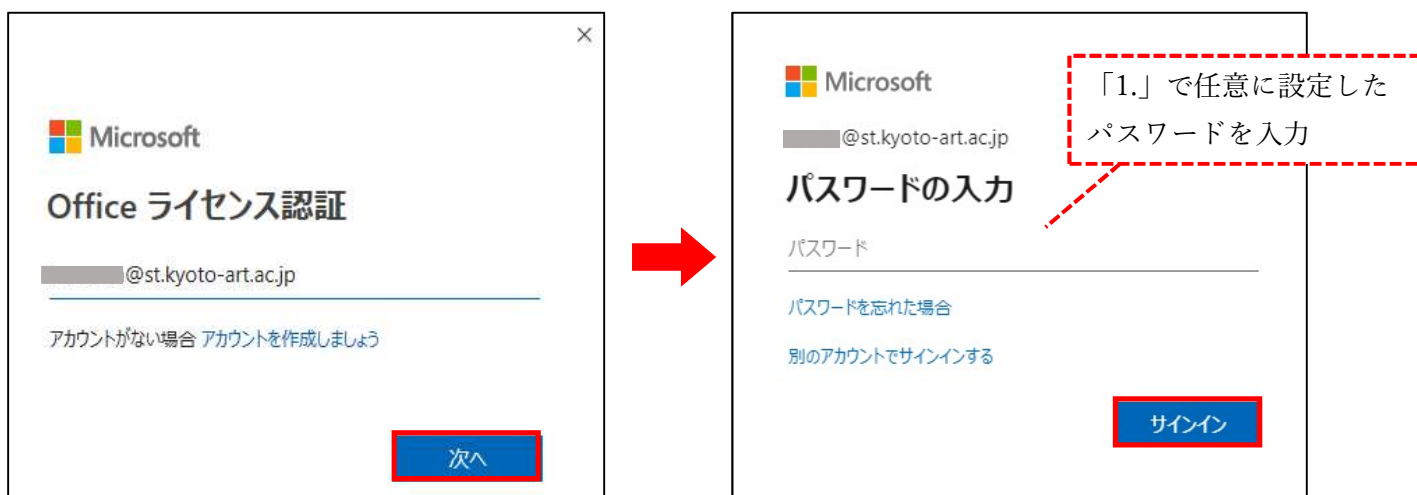 Microsoft
Office ライセンス認証
@st.kyoto-art.ac.jp
アカウントがない場合 アカウントを作成しましょう
次へ
Microsoft
@st.kyoto-art.ac.jp
パスワードの入力
パスワード
パスワードを忘れた場合
別のアカウントでサインインする
サインイン
「1.」で任意に設定した
パスワードを入力